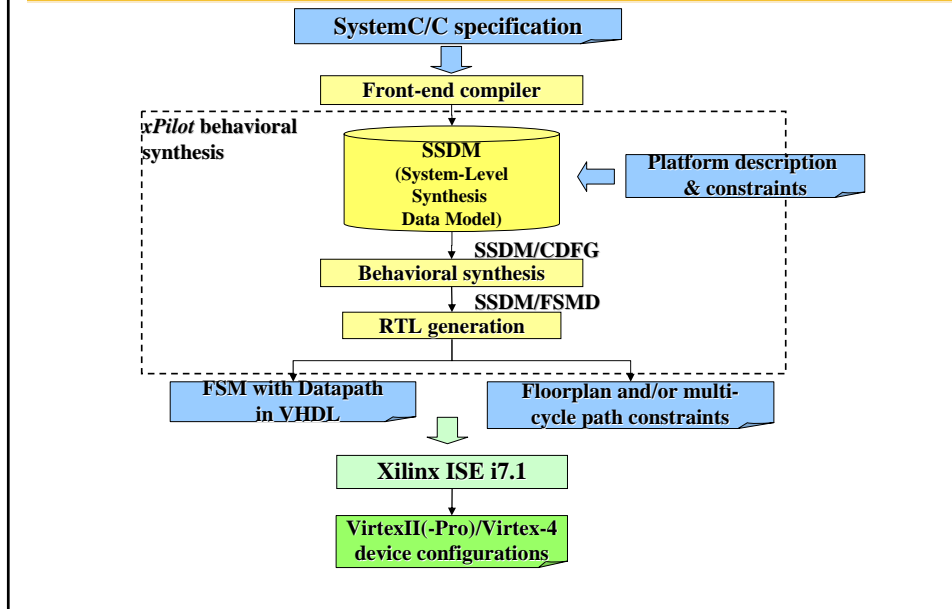 SystemC/C specification
Front-end compiler
xPilot behavioral
synthesis
SSDM
(System-Level
Synthesis
Data Model)
Platform description
& constraints
SSDM/CDFG
Behavioral synthesis
SSDM/FSMD
RTL generation
FSM with Datapath
in VHDL
Floorplan and/or multi-
cycle path constraints
Xilinx ISE i7.1
VirtexII(-Pro)/Virtex-4
device configurations